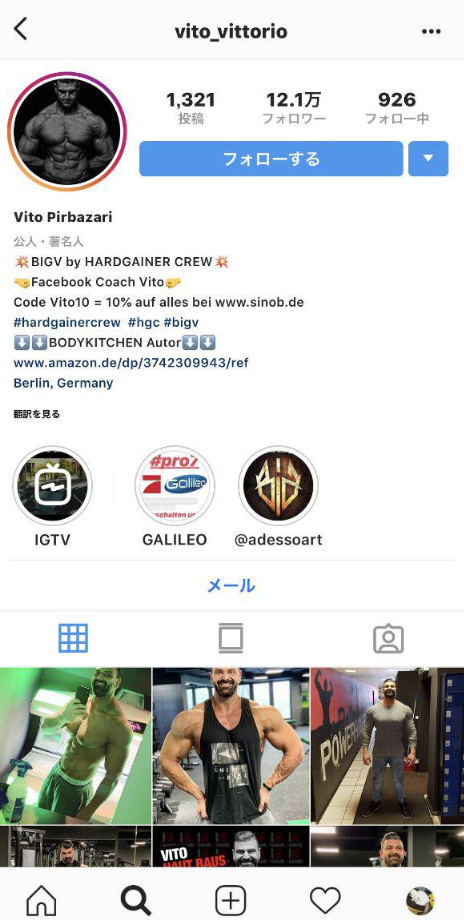 vito_vittorio
1,321
12.1万
926
投稿
フォロワー
フォロー中
フォローする
Vito Pirbazari
公人・著名人
💥BIGV by HARDGAINER CREW💥
🤜Facebook Coach Vito🤛
Code Vito10 = 10% auf alles bei www.sinob.de
#hardgainercrew #hgc #bigv
⬇️⬇️BODYKITCHEN Autor⬇️⬇️
www.amazon.de/dp/3742309943/ref
Berlin, Germany
翻訳を見る
#pro7
Galileo
schalten
IGTV
GALILEO
@adessoart
メール
POWER
VITO
HAUT RAUS